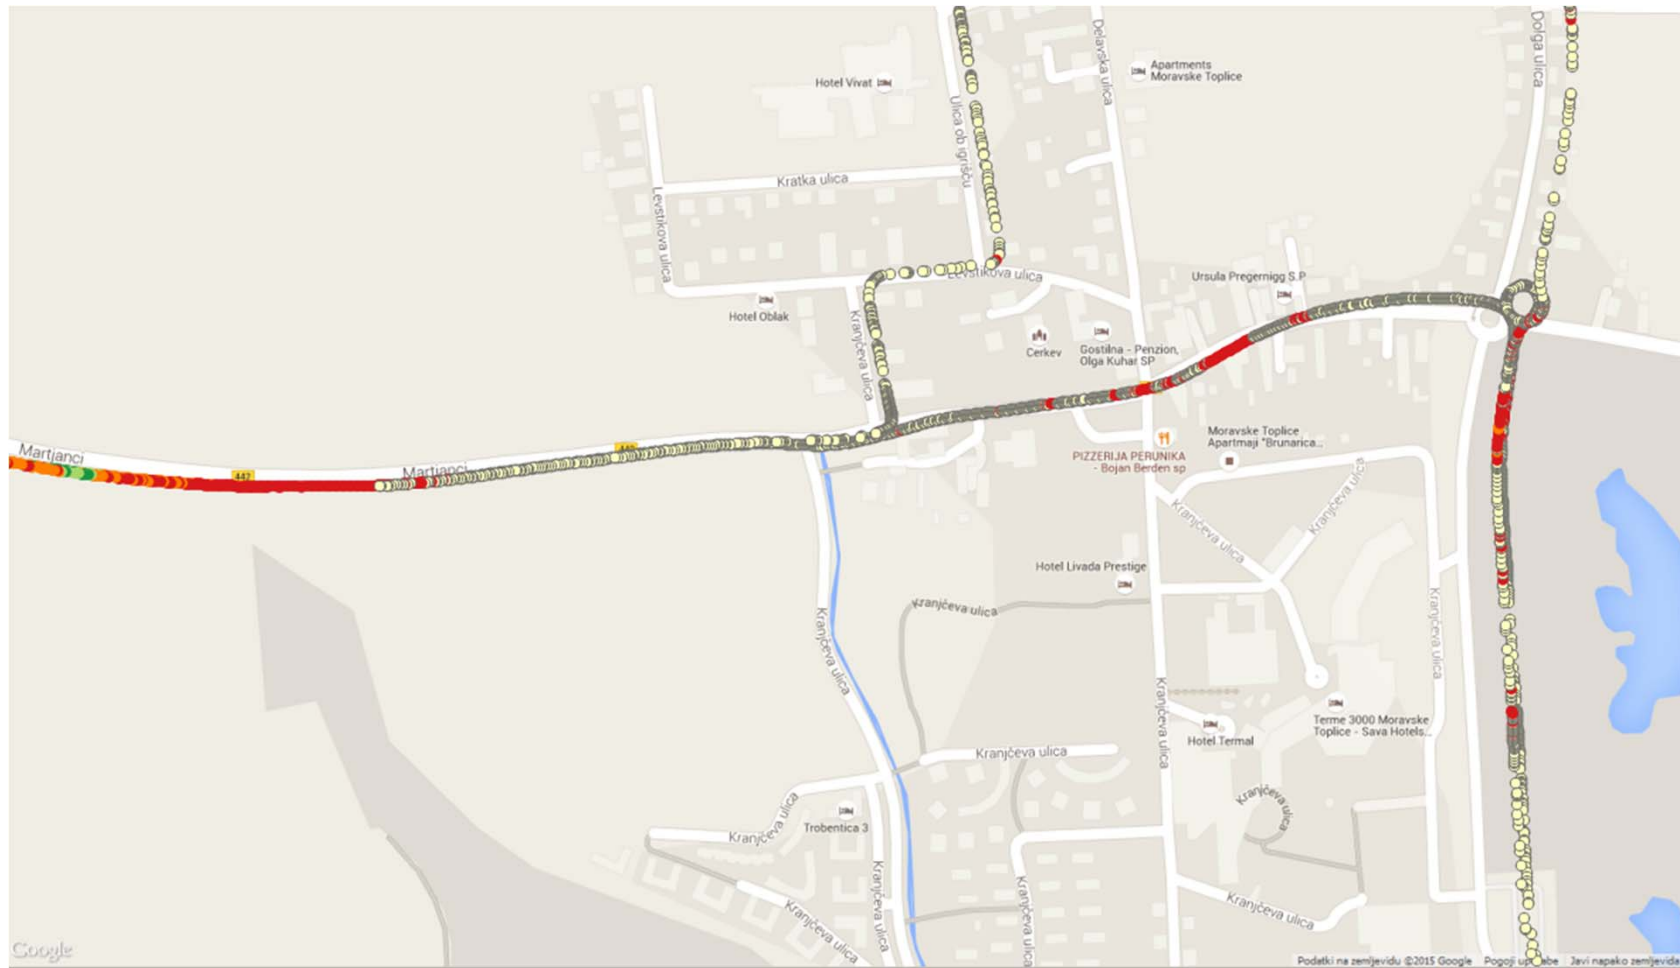 Dolga ulica
Delavska ulica
Apartments
Moravske Toplice
Hotel Vivat
Ulica ob igrišču
Kratka ulica
Levstikova ulica
Levstikova ulica
Ursula Pregernigg S.P
Hotel Oblak
Kranjčeva ulica
Cerkev
Gostilna - Penzion,
Olga Kuhar SP
Martjanci
442
Martjanci
Moravske Toplice
Apartmaji "Brunarica...
PIZZERIJA PERUNIKA
- Bojan Berden sp
Kranjčeva ulica
Kranjčeva ulica
Hotel Livada Prestige
Kranjčeva ulica
Kranjčeva ulica
Kranjčeva ulica
Kranjčeva ulica
Terme 3000 Moravske
Toplice - Sava Hotels...
Hotel Termal
Kranjčeva ulica
Kranjčeva ulica
Trobentica 3
Kranjčeva ulica
Kranjčeva ulica
Kranjčeva ulica
Kranjčeva ulica
Kranjčeva ulica
Kranjčeva ulica
Google
Podatki na zemljevidu ©2015 Google
Pogoji
Javi napako zemljevida